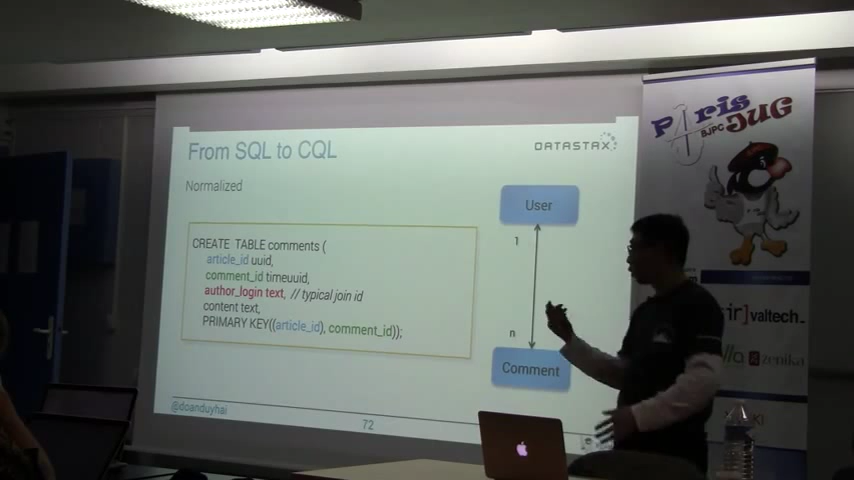 From SQL to CQL
DATASTAX
Normalized
CREATE TABLE comments (
article_id uuid,
comment_id timeuuid,
author_login text, // typical join id
content text,
PRIMARY KEY((article_id), comment_id));
User
1
n
Comment
@doanduyhai
72
Paris
BJPC
JUG
valtech_
zenika